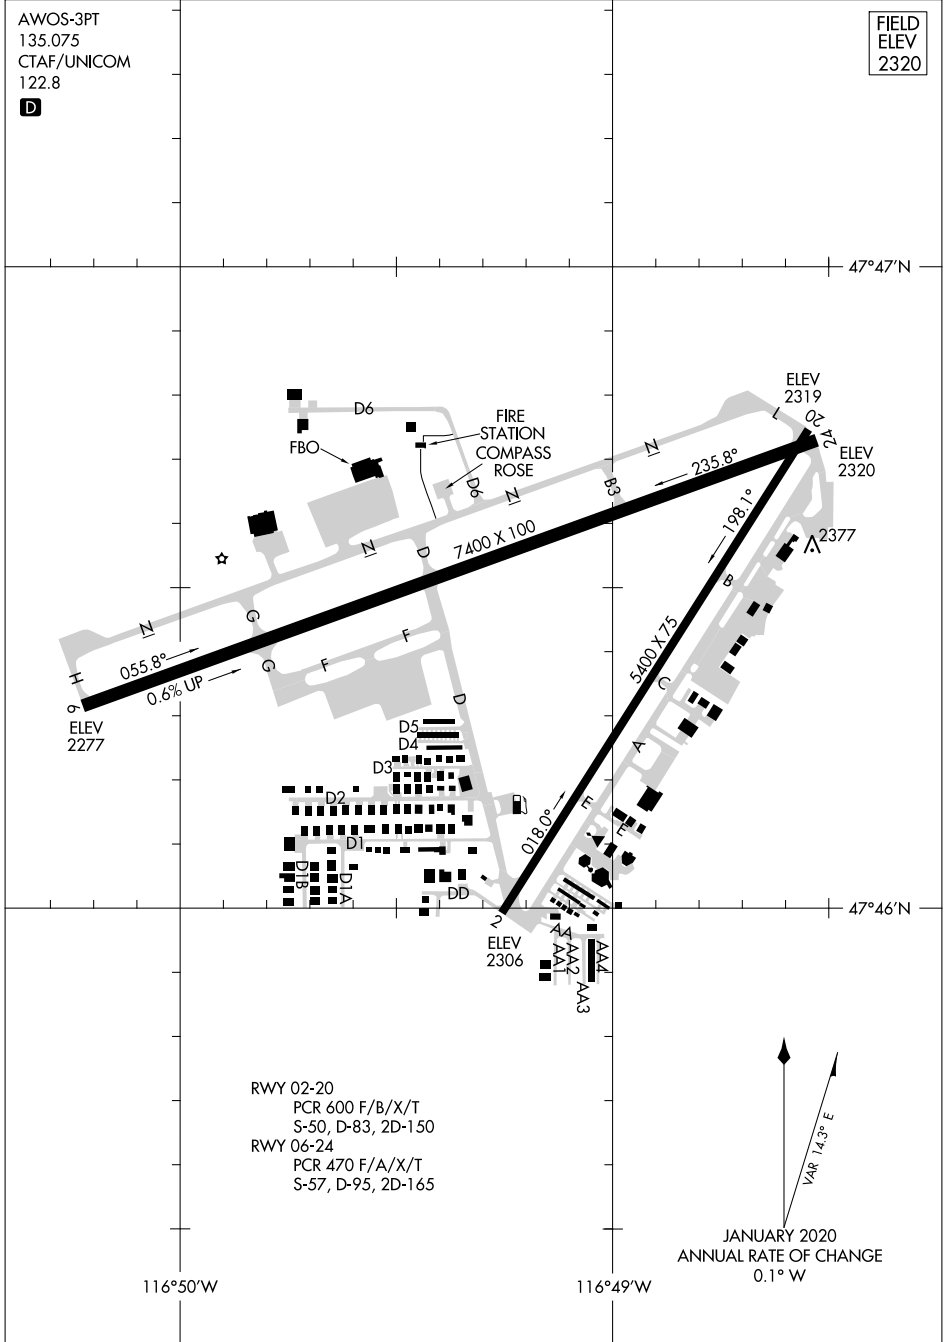 AWOS-3PT
135.075
CTAF/UNICOM
122.8
D
FIELD
ELEV
2320
47°47'N
ELEV
2319
D6
FIRE
STATION
COMPASS
ROSE
FBO
20
24
ELEV
2320
N
D6
N
B3
235.8°
198.1°
2377
7400 X 100
N
D
B
G
N
F
F
G
055.8°
0.6% UP
H
6
ELEV
2277
5400 X 75
C
D
D5
D4
D3
A
D2
E
E
018.0°
D1
D1B
D1A
DD
47°46'N
2
ELEV
2306
A
AA
AA1
AA2
AA4
AA3
RWY 02-20
PCR 600 F/B/X/T
S-50, D-83, 2D-150
RWY 06-24
PCR 470 F/A/X/T
S-57, D-95, 2D-165
VAR 14.3° E
JANUARY 2020
ANNUAL RATE OF CHANGE
0.1° W
116°50'W
116°49'W